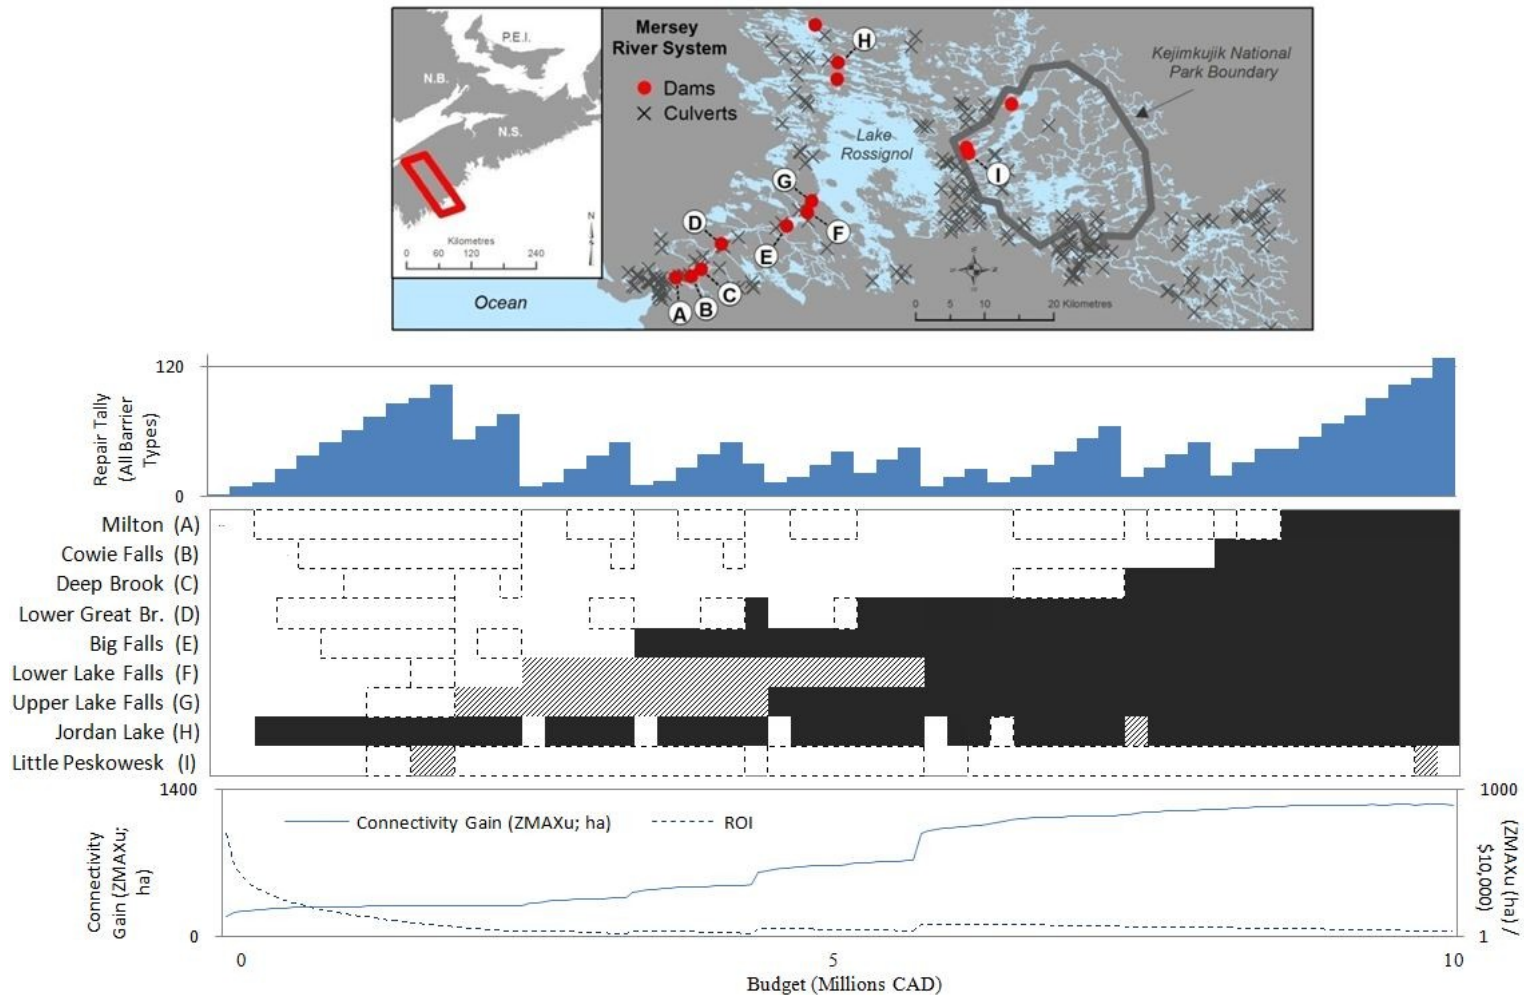 P.E.I.
N.B.
N.S.
N
Kilometres
0 60 120 240
Mersey
River System
Dams
Culverts
H
Kejimkujik National
Park Boundary
Lake
Rossignol
G
I
D
E
F
A
B
C
Ocean
0 5 10 20 Kilometres
120
0
Repair Tally
(All Barrier
Types)
Milton (A)
Cowie Falls (B)
Deep Brook (C)
Lower Great Br. (D)
Big Falls (E)
Lower Lake Falls (F)
Upper Lake Falls (G)
Jordan Lake (H)
Little Peskowesk (I)
1400
0
Connectivity
Gain (ZMAXu;
ha)
Connectivity Gain (ZMAXu; ha)
ROI
1000
1
(ZMAXu (ha) /
$10,000)
0 5 10
Budget (Millions CAD)